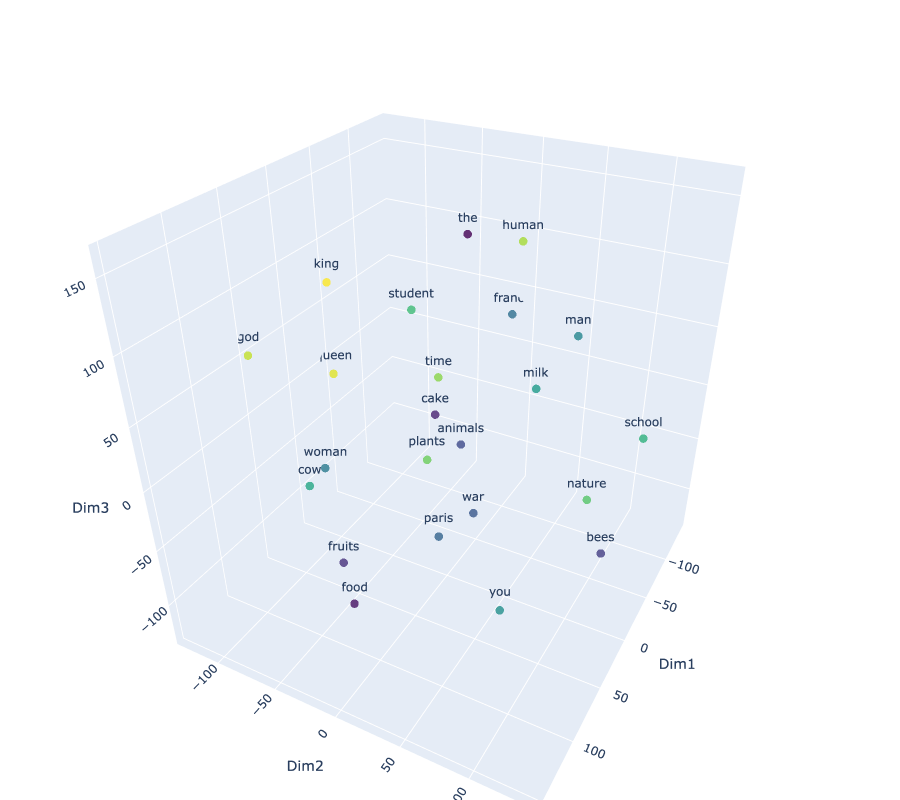 the
human
king
student
franc
man
god
ueen
time
milk
cake
school
animals
plants
woman
cow
nature
war
paris
bees
fruits
food
you
150
100
50
0
−50
−100
Dim3
−100
−50
0
50
Dim2
−100
−50
0
50
100
Dim1